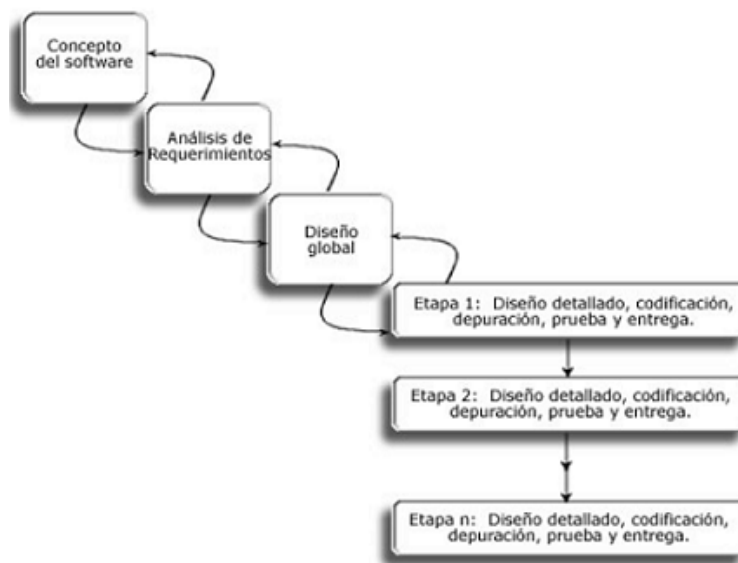 Concepto
del software
Análisis de
Requerimientos
Diseño
global
Etapa 1: Diseño detallado, codificación,
depuración, prueba y entrega.
Etapa 2: Diseño detallado, codificación,
depuración, prueba y entrega.
Etapa n: Diseño detallado, codificación,
depuración, prueba y entrega.